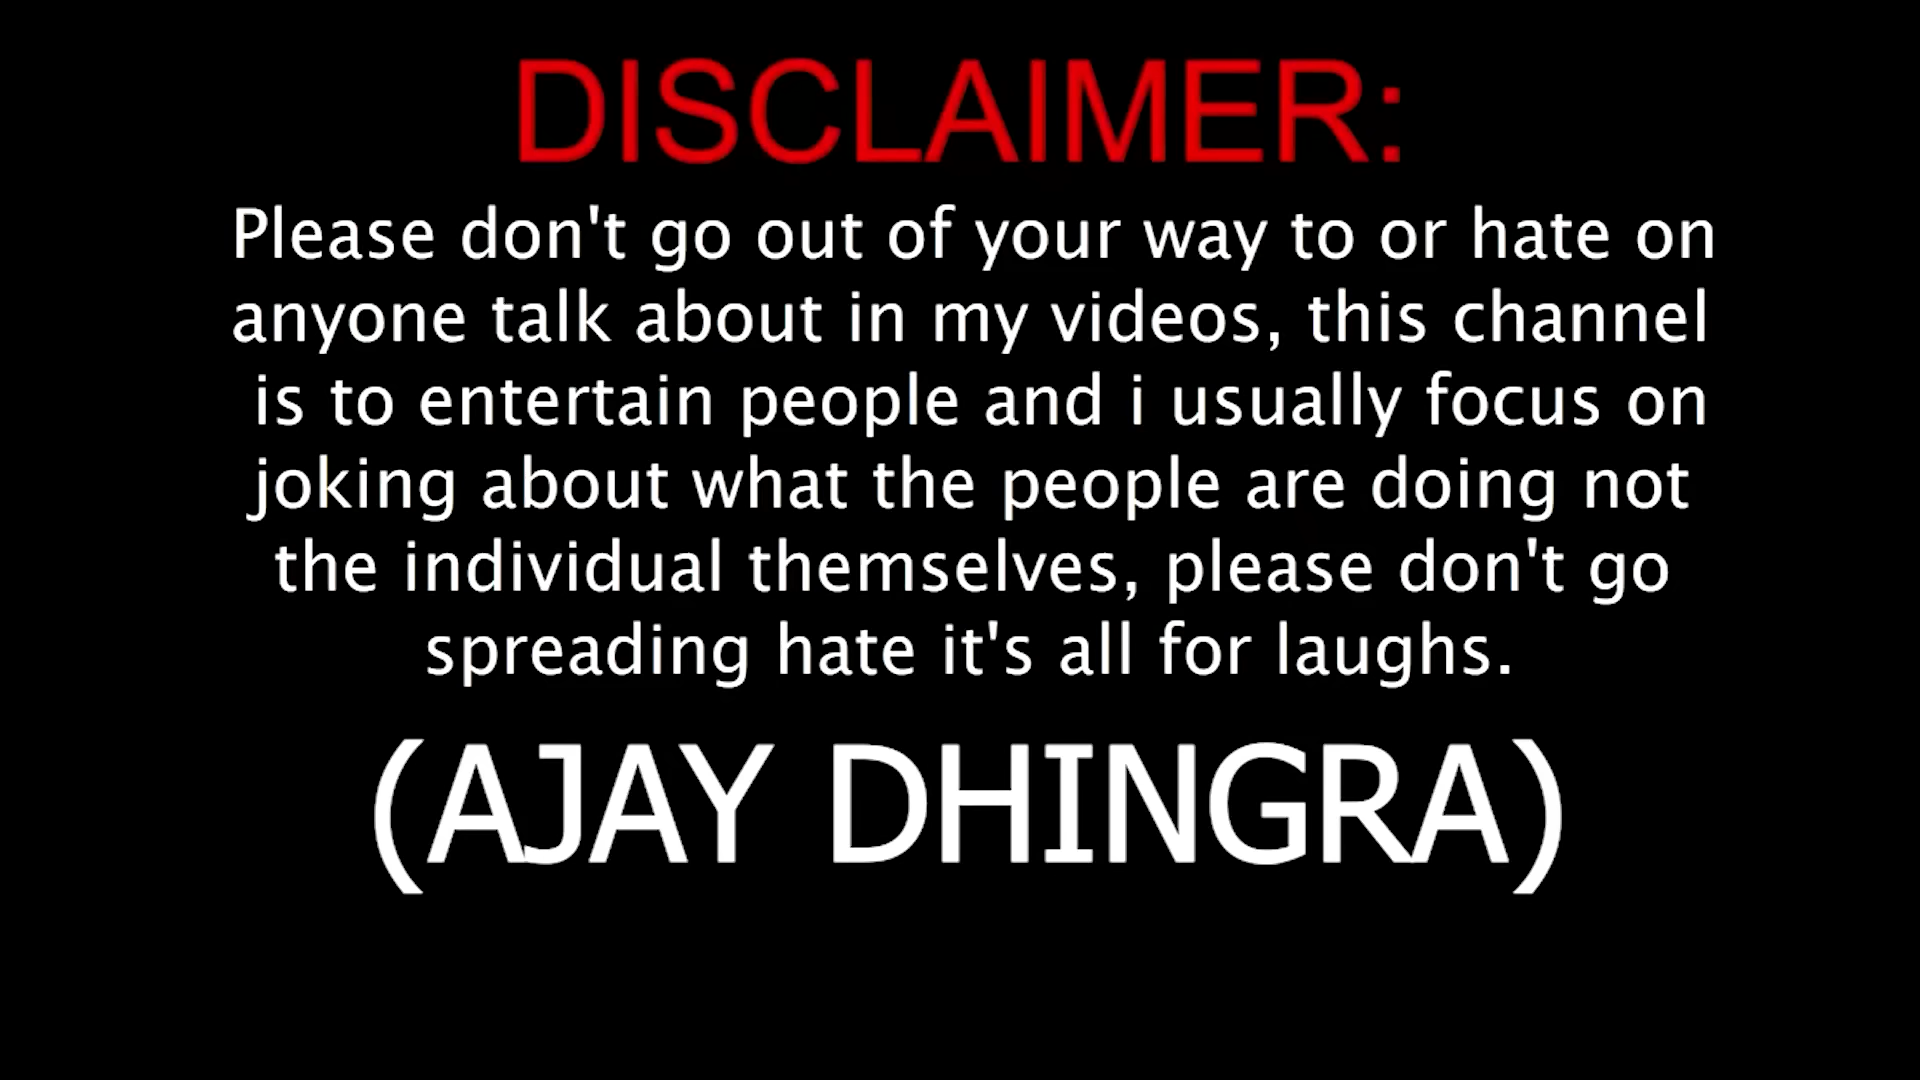 DISCLAIMER:
Please don't go out of your way to or hate on
anyone talk about in my videos, this channel
is to entertain people and i usually focus on
joking about what the people are doing not
the individual themselves, please don't go
spreading hate it's all for laughs.
(AJAY DHINGRA)